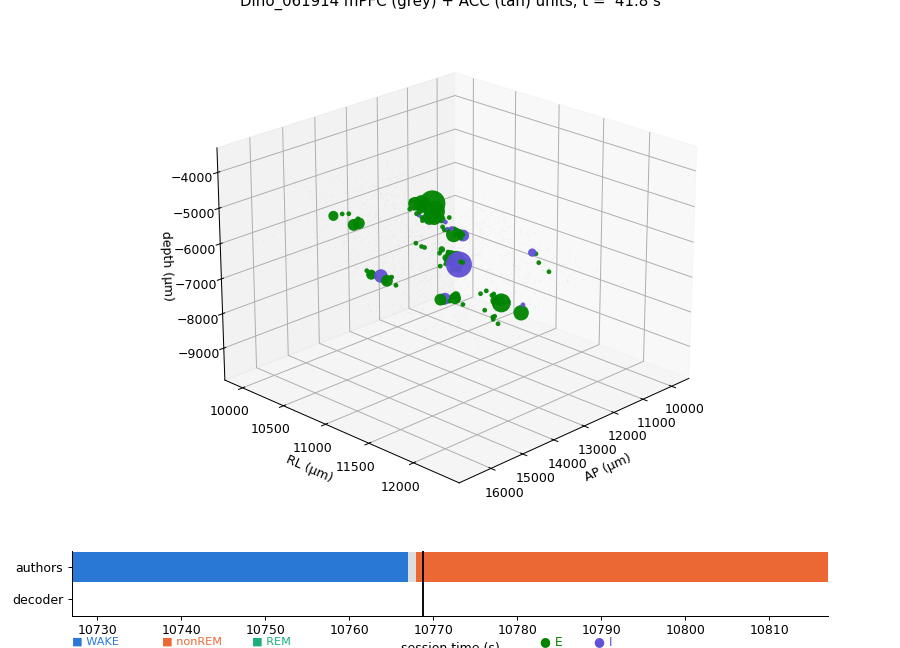 Dino_061914 mPFC (grey) + ACC (tan) units, t = 41.8 s
−4000
−5000
−6000
−7000
−8000
−9000
depth (μm)
10000
10500
11000
11500
12000
RL (μm)
10000
11000
12000
13000
14000
15000
16000
AP (μm)
authors
decoder
10730 10740 10750 10760 10770 10780 10790 10800 10810
session time (s)
WAKE nonREM REM E I